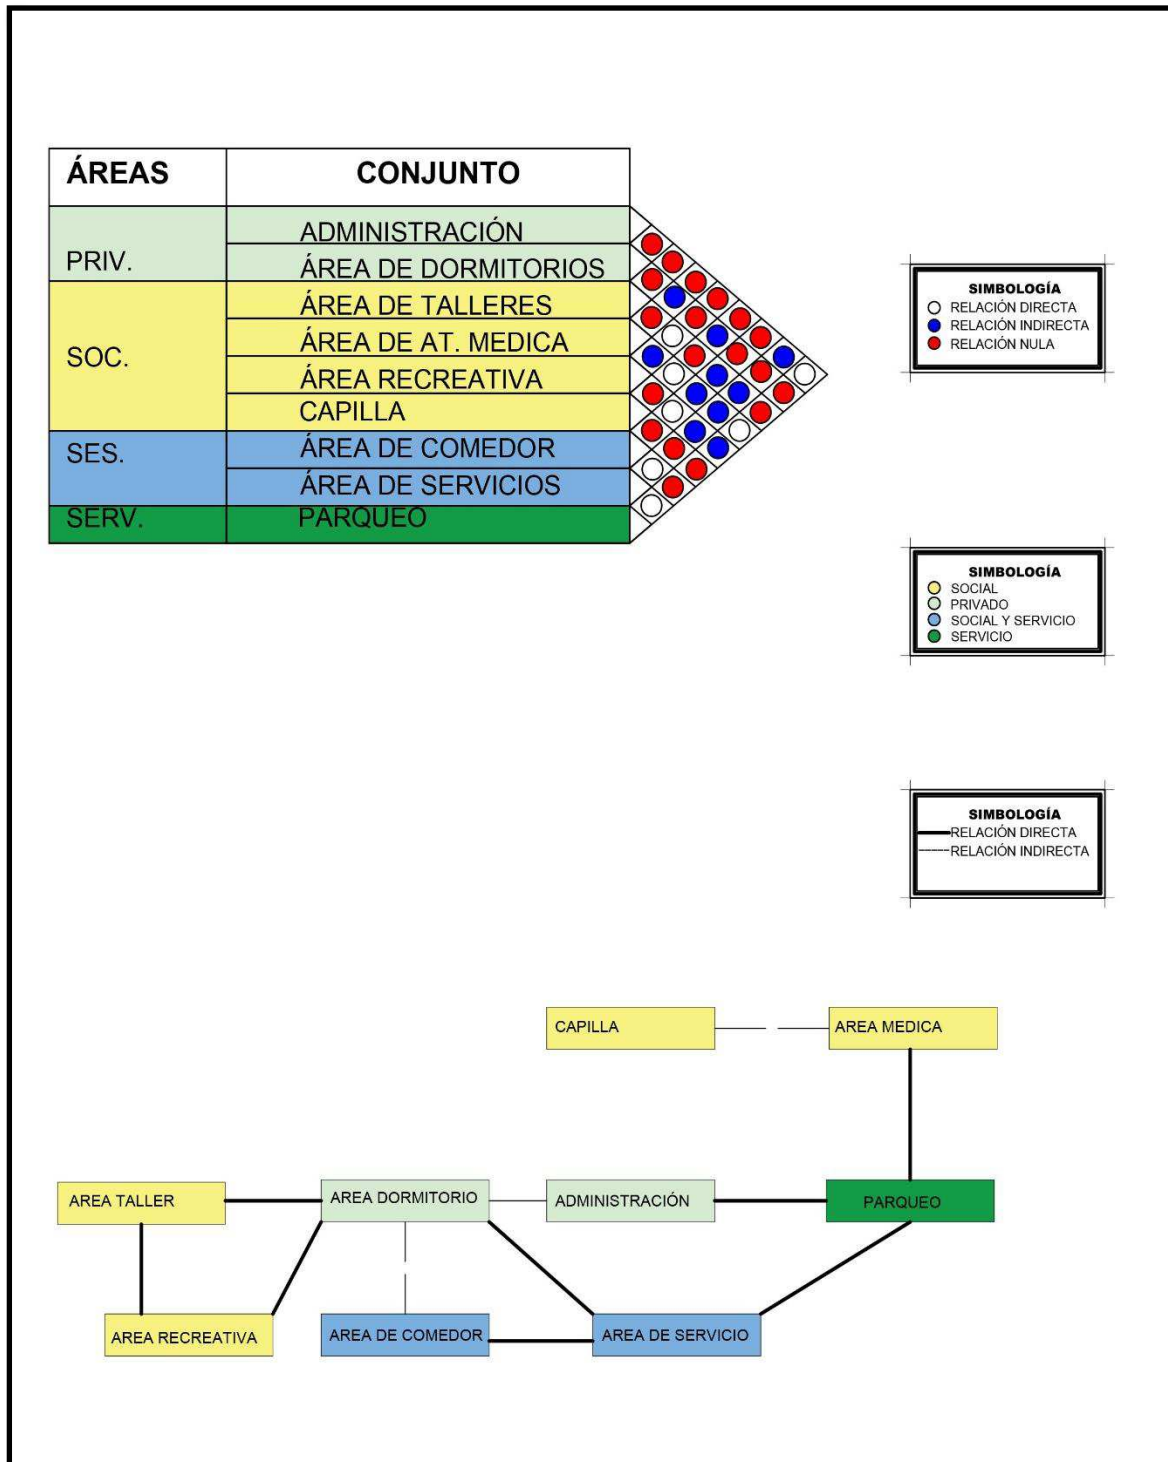 ÁREAS CONJUNTO
PRIV.
ADMINISTRACIÓN
ÁREA DE DORMITORIOS
SOC.
ÁREA DE TALLERES
ÁREA DE AT. MEDICA
ÁREA RECREATIVA
CAPILLA
SES.
ÁREA DE COMEDOR
ÁREA DE SERVICIOS
SERV. PARQUEO
SIMBOLOGÍA
RELACIÓN DIRECTA
RELACIÓN INDIRECTA
RELACIÓN NULA
SIMBOLOGÍA
SOCIAL
PRIVADO
SOCIAL Y SERVICIO
SERVICIO
SIMBOLOGÍA
RELACIÓN DIRECTA
RELACIÓN INDIRECTA
CAPILLA
AREA MEDICA
AREA TALLER
AREA DORMITORIO
ADMINISTRACIÓN
PARQUEO
AREA RECREATIVA
AREA DE COMEDOR
AREA DE SERVICIO